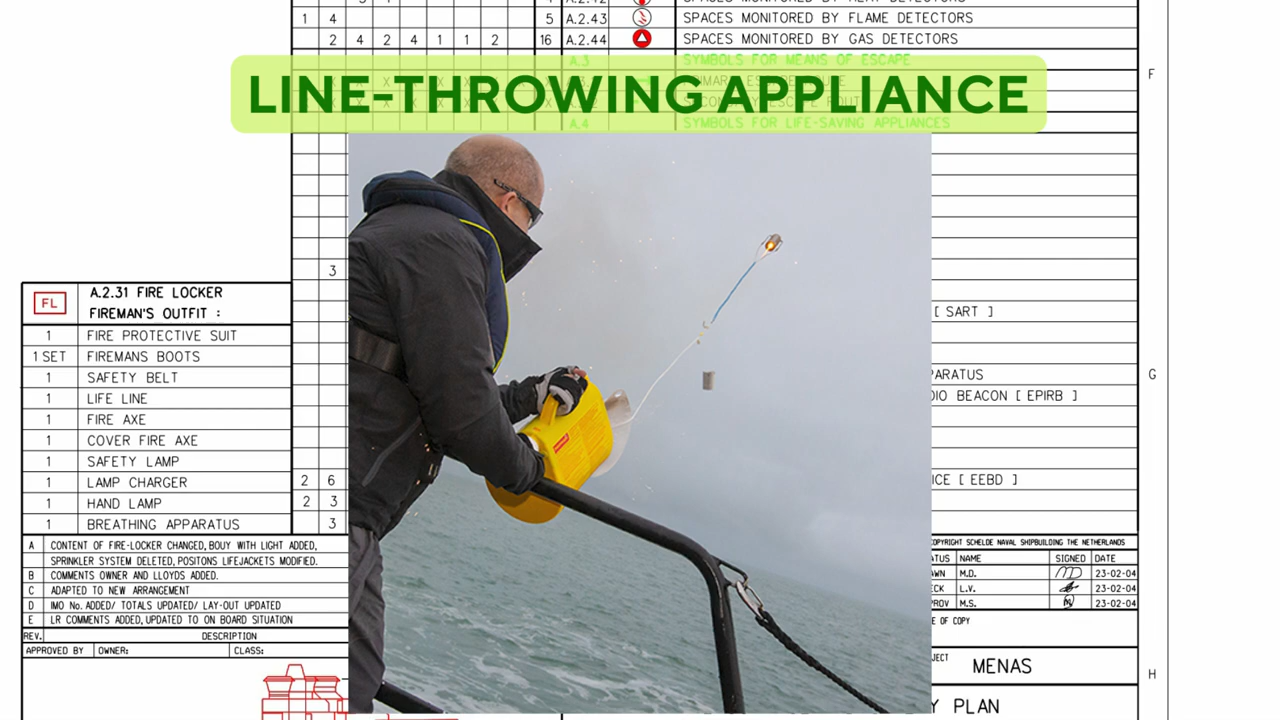 1 4 5 A.2.43 SPACES MONITORED BY FLAME DETECTORS
2 4 2 4 1 1 2 16 A.2.44 SPACES MONITORED BY GAS DETECTORS
A.3 SYMBOLS FOR MEANS OF ESCAPE
F
LINE-THROWING APPLIANCE
A.4 SYMBOLS FOR LIFE-SAVING APPLIANCES
3
FL A.2.31 FIRE LOCKER
FIREMAN'S OUTFIT :
1 FIRE PROTECTIVE SUIT
1 SET FIREMANS BOOTS
1 SAFETY BELT
1 LIFE LINE
1 FIRE AXE
1 COVER FIRE AXE
1 SAFETY LAMP
1 LAMP CHARGER 2 6
1 HAND LAMP 2 3
1 BREATHING APPARATUS 3
[ SART ]
PARATUS
G
DIO BEACON [ EPIRB ]
ICE [ EEBD ]
A CONTENT OF FIRE-LOCKER CHANGED, BOUY WITH LIGHT ADDED,
SPRINKLER SYSTEM DELETED, POSITONS LIFEJACKETS MODIFIED.
B COMMENTS OWNER AND LLOYDS ADDED.
C ADAPTED TO NEW ARRANGEMENT
D IMO No. ADDED/ TOTALS UPDATED/ LAY-OUT UPDATED
E LR COMMENTS ADDED, UPDATED TO ON BOARD SITUATION
REV. DESCRIPTION
APPROVED BY OWNER: CLASS:
OPYRIGHT SCHELDE NAVAL SHIPBUILDING THE NETHERLANDS
ATUS NAME SIGNED DATE
AWN M.D. MD 23-02-04
ECK L.V. 23-02-04
PROV M.S. 23-02-04
E OF COPY
JECT MENAS
H
Y PLAN